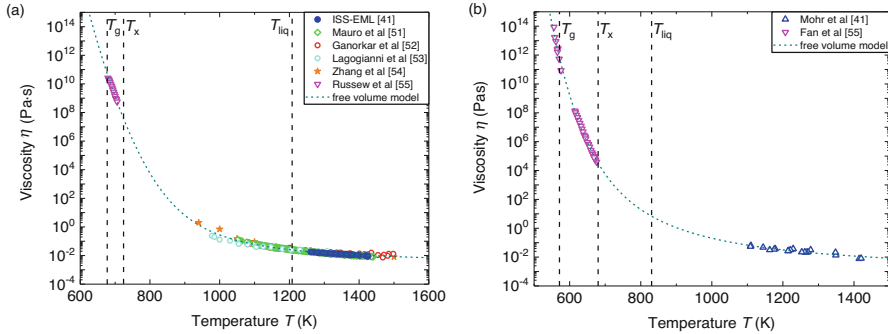 (a)
10^14
10^12
10^10
10^8
10^6
10^4
10^2
10^0
10^-2
10^-4
Viscosity η (Pa·s)
T_g
T_x
T_liq
ISS-EML [41]
Mauro et al [51]
Ganorkar et al [52]
Lagogianni et al [53]
Zhang et al [54]
Russew et al [55]
free volume model
600 800 1000 1200 1400 1600
Temperature T (K)
(b)
10^14
10^12
10^10
10^8
10^6
10^4
10^2
10^0
10^-2
10^-4
Viscosity η (Pas)
T_g
T_x
T_liq
Mohr et al [41]
Fan et al [55]
free volume model
600 800 1000 1200 1400
Temperature T (K)